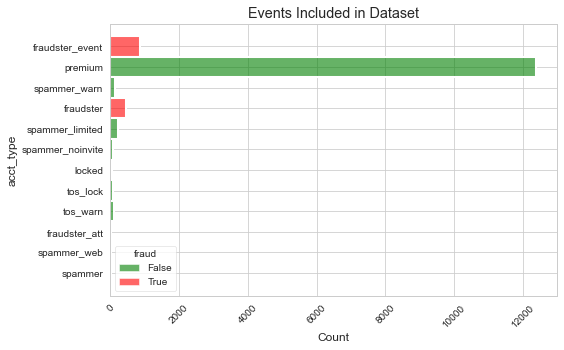 Events Included in Dataset
acct_type
fraudster_event
premium
spammer_warn
fraudster
spammer_limited
spammer_noinvite
locked
tos_lock
tos_warn
fraudster_att
spammer_web
spammer
fraud
False
True
0
2000
4000
6000
8000
10000
12000
Count